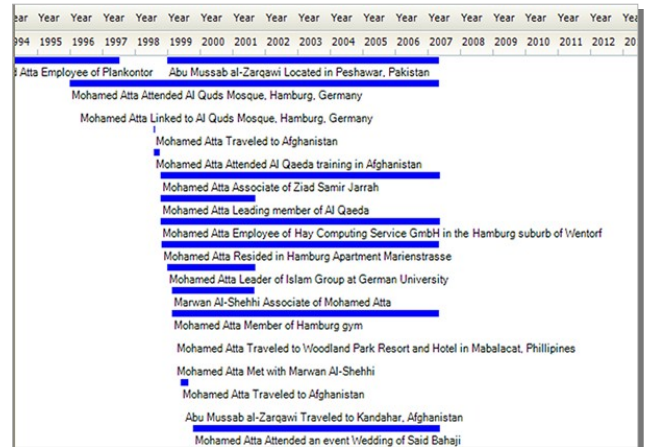 ear Year Year Year Year Year Year Year Year Year Year Year Year Year Year Year Year Year Year Yea
994 1995 1996 1997 1998 1999 2000 2001 2002 2003 2004 2005 2006 2007 2008 2009 2010 2011 2012 20
d Atta Employee of Plankontor Abu Mussab al-Zarqawi Located in Peshawar, Pakistan
Mohamed Atta Attended Al Quds Mosque, Hamburg, Germany
Mohamed Atta Linked to Al Quds Mosque, Hamburg, Germany
Mohamed Atta Traveled to Afghanistan
Mohamed Atta Attended Al Qaeda training in Afghanistan
Mohamed Atta Associate of Ziad Samir Jarrah
Mohamed Atta Leading member of Al Qaeda
Mohamed Atta Employee of Hay Computing Service GmbH in the Hamburg suburb of Wentorf
Mohamed Atta Resided in Hamburg Apartment Marienstrasse
Mohamed Atta Leader of Islam Group at German University
Marwan Al-Shehhi Associate of Mohamed Atta
Mohamed Atta Member of Hamburg gym
Mohamed Atta Traveled to Woodland Park Resort and Hotel in Mabalacat, Phillipines
Mohamed Atta Met with Marwan Al-Shehhi
Mohamed Atta Traveled to Afghanistan
Abu Mussab al-Zarqawi Traveled to Kandahar, Afghanistan
Mohamed Atta Attended an event Wedding of Said Bahaji